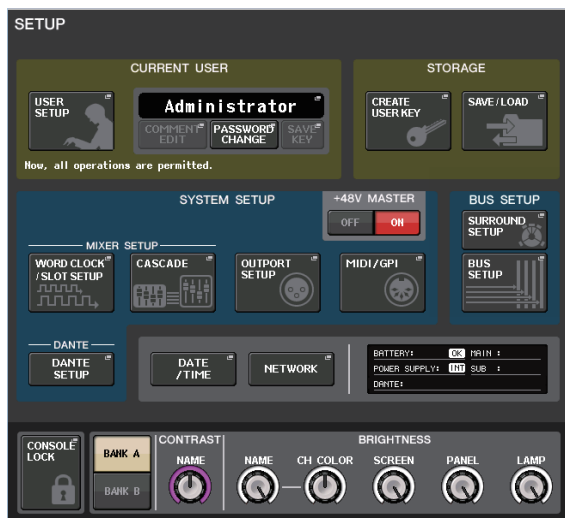 SETUP
CURRENT USER
USER
SETUP
Administrator
COMMENT
EDIT
PASSWORD
CHANGE
SAVE
KEY
Now, all operations are permitted.
STORAGE
CREATE
USER KEY
SAVE/LOAD
SYSTEM SETUP
+48V MASTER
OFF
ON
MIXER SETUP
WORD CLOCK
/SLOT SETUP
CASCADE
OUTPORT
SETUP
MIDI/GPI
BUS SETUP
SURROUND
SETUP
BUS
SETUP
DANTE
DANTE
SETUP
DATE
/TIME
NETWORK
BATTERY: OK MAIN :
POWER SUPPLY: INT SUB :
DANTE:
CONSOLE
LOCK
BANK A
BANK B
CONTRAST
NAME
BRIGHTNESS
NAME
CH COLOR
SCREEN
PANEL
LAMP